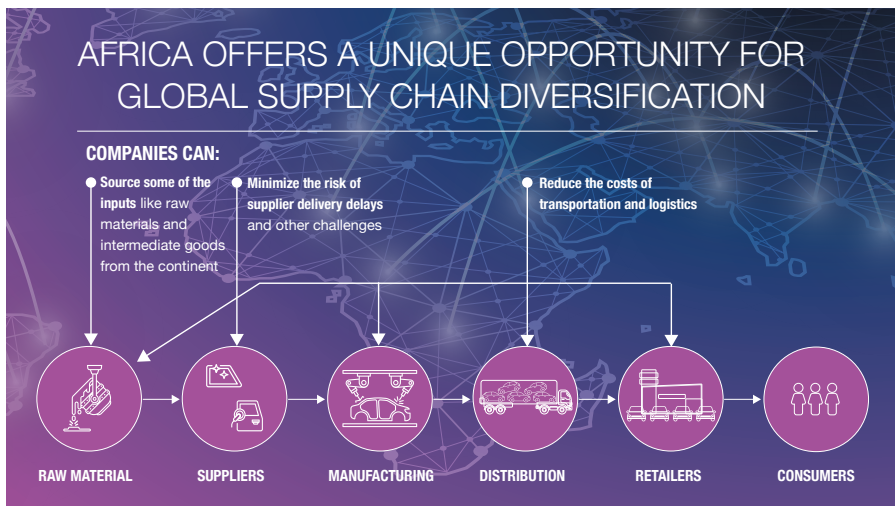 AFRICA OFFERS A UNIQUE OPPORTUNITY FOR
GLOBAL SUPPLY CHAIN DIVERSIFICATION
COMPANIES CAN:
Source some of the
inputs like raw
materials and
intermediate goods
from the continent
Minimize the risk of
supplier delivery delays
and other challenges
Reduce the costs of
transportation and logistics
RAW MATERIAL
SUPPLIERS
MANUFACTURING
DISTRIBUTION
RETAILERS
CONSUMERS